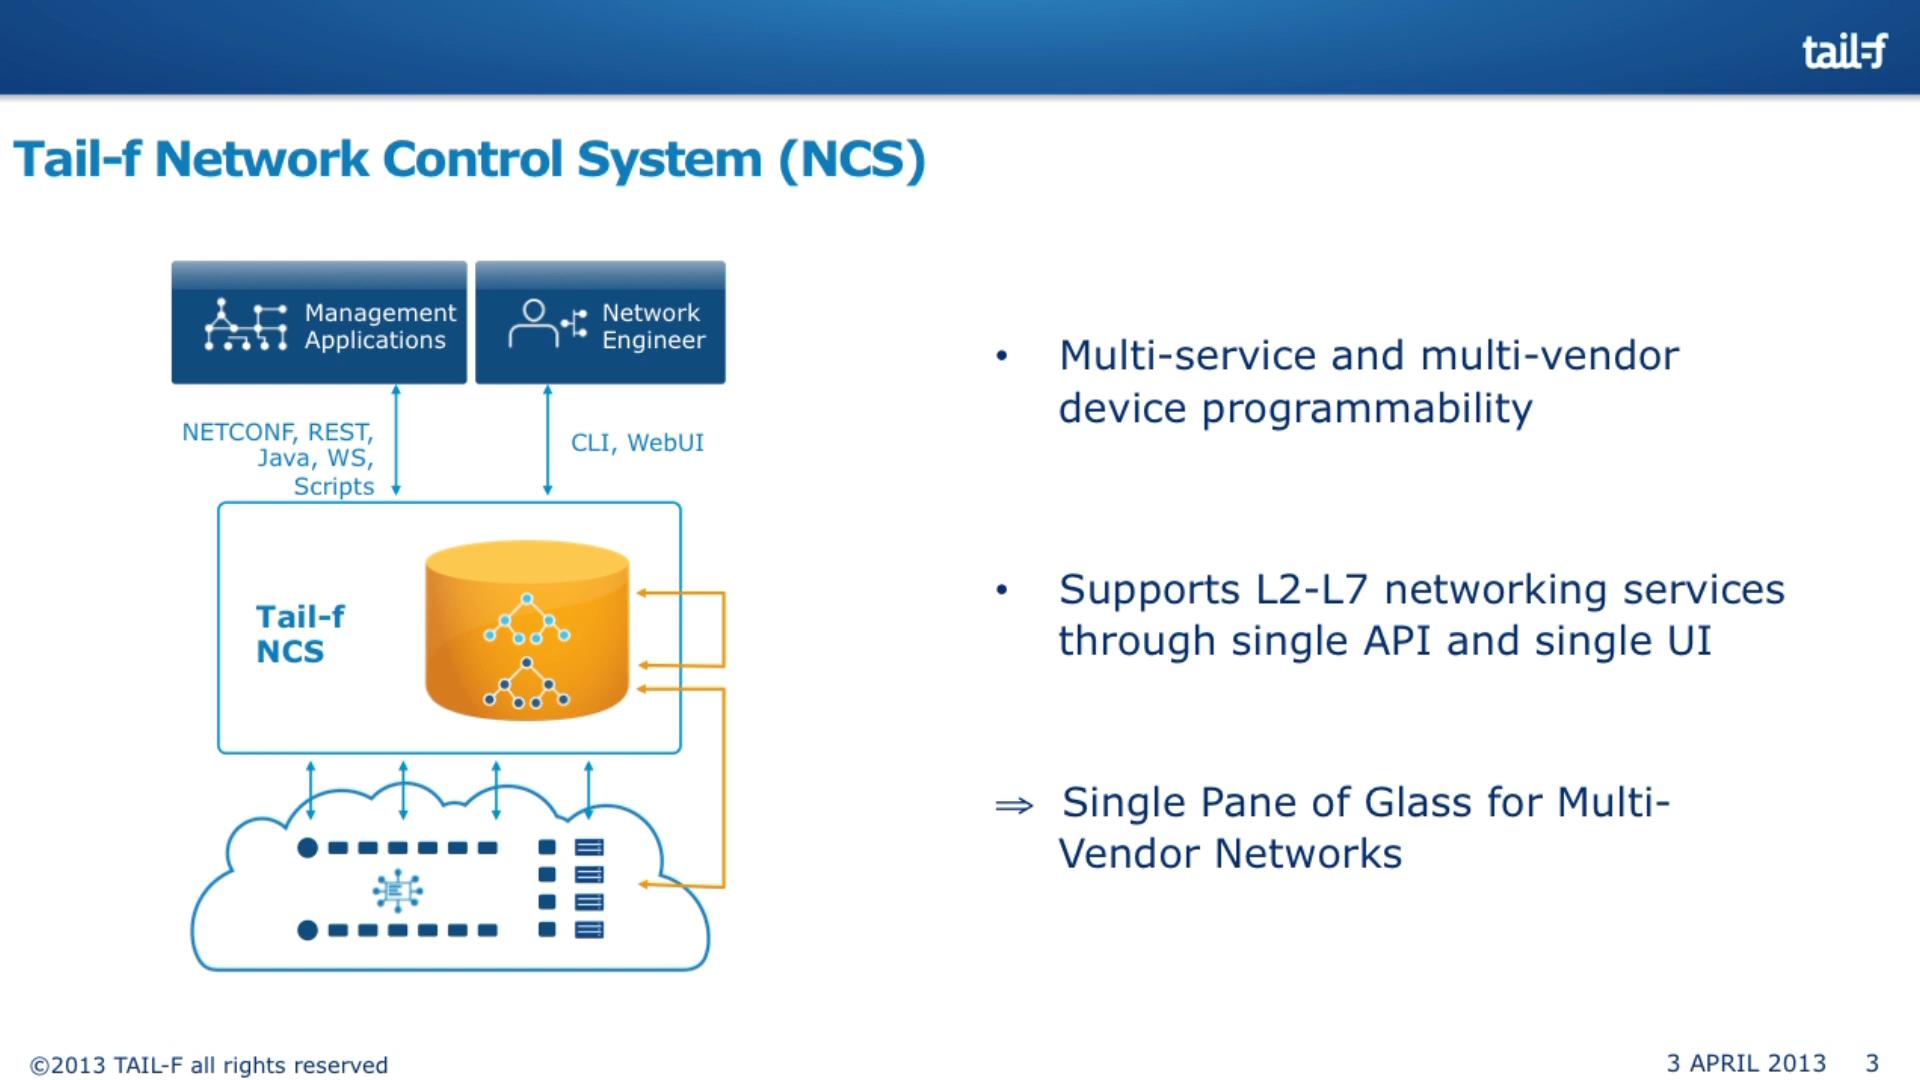 tail-f
Tail-f Network Control System (NCS)
Management
Applications
Network
Engineer
NETCONF, REST,
Java, WS,
Scripts
CLI, WebUI
Tail-f
NCS
• Multi-service and multi-vendor
device programmability
• Supports L2-L7 networking services
through single API and single UI
⇒ Single Pane of Glass for Multi-
Vendor Networks
©2013 TAIL-F all rights reserved
3 APRIL 2013 3